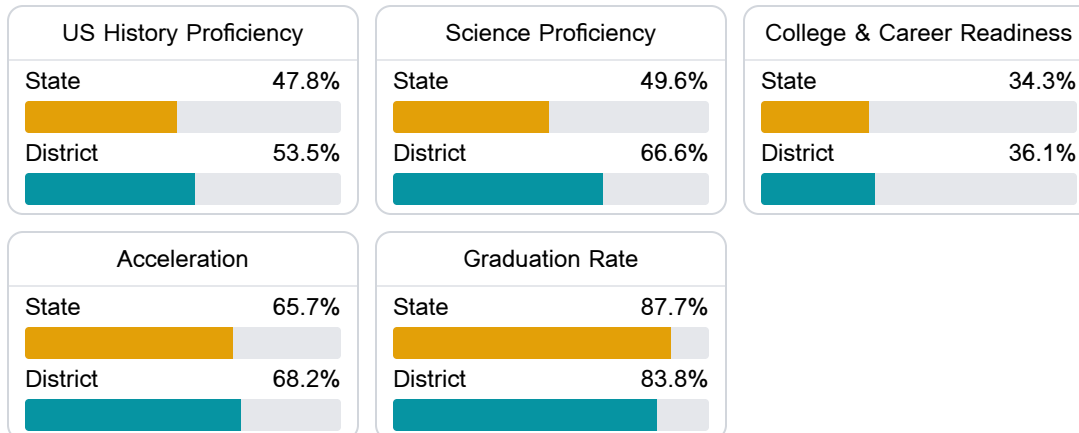 US History Proficiency
State 47.8%
District 53.5%
Science Proficiency
State 49.6%
District 66.6%
College & Career Readiness
State 34.3%
District 36.1%
Acceleration
State 65.7%
District 68.2%
Graduation Rate
State 87.7%
District 83.8%